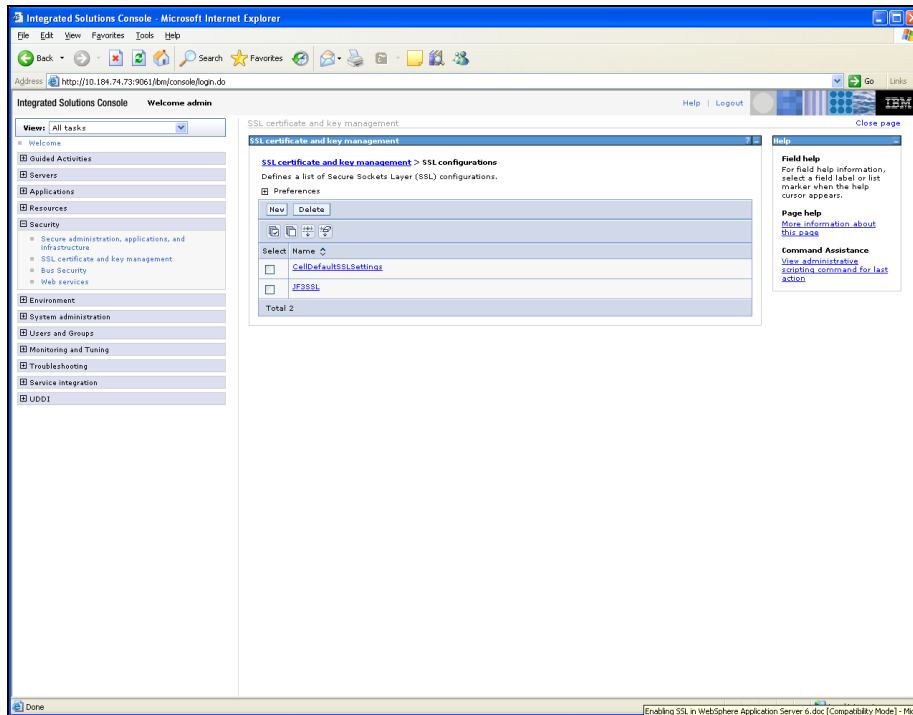 Integrated Solutions Console - Microsoft Internet Explorer
File Edit View Favorites Tools Help
Back Search Favorites
Address http://10.184.74.73:9061/ibm/console/login.do Go Links
Integrated Solutions Console Welcome admin Help | Logout IBM
View: All tasks
Welcome
Guided Activities
Servers
Applications
Resources
Security
Secure administration, applications, and
infrastructure
SSL certificate and key management
Bus Security
Web services
Environment
System administration
Users and Groups
Monitoring and Tuning
Troubleshooting
Service integration
UDDI
SSL certificate and key management Close page
SSL certificate and key management ? 
SSL certificate and key management > SSL configurations
Defines a list of Secure Sockets Layer (SSL) configurations.
Preferences
New Delete
Select Name
CellDefaultSSLSettings
JF3SSL
Total 2
Help
Field help
For field help information,
select a field label or list
marker when the help
cursor appears.
Page help
More information about
this page
Command Assistance
View administrative
scripting command for last
action
Done
Enabling SSL in WebSphere Application Server 6.doc [Compatibility Mode] - Mic